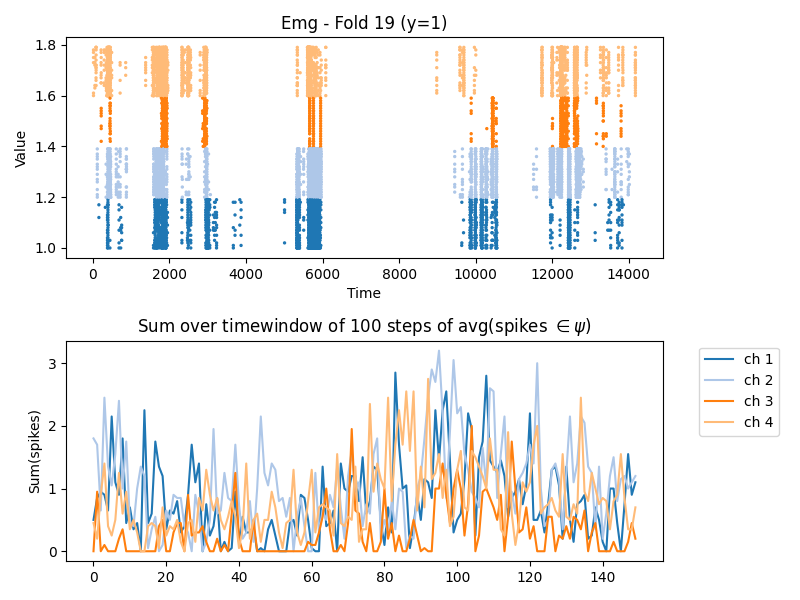 Emg - Fold 19 (y=1)
Value
1.8
1.6
1.4
1.2
1.0
0 2000 4000 6000 8000 10000 12000 14000
Time
Sum over timewindow of 100 steps of avg(spikes ∈ ψ)
Sum(spikes)
3
2
1
0
0 20 40 60 80 100 120 140
ch 1
ch 2
ch 3
ch 4